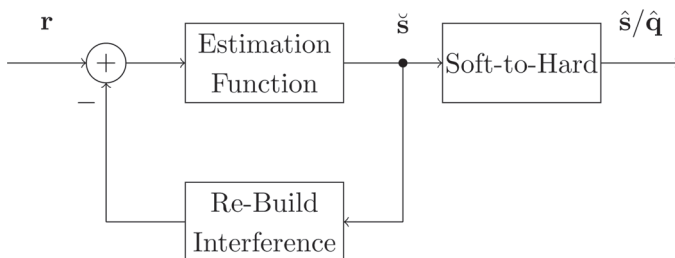 r
s̆
ŝ/q̂
+
Estimation
Function
Soft-to-Hard
−
Re-Build
Interference